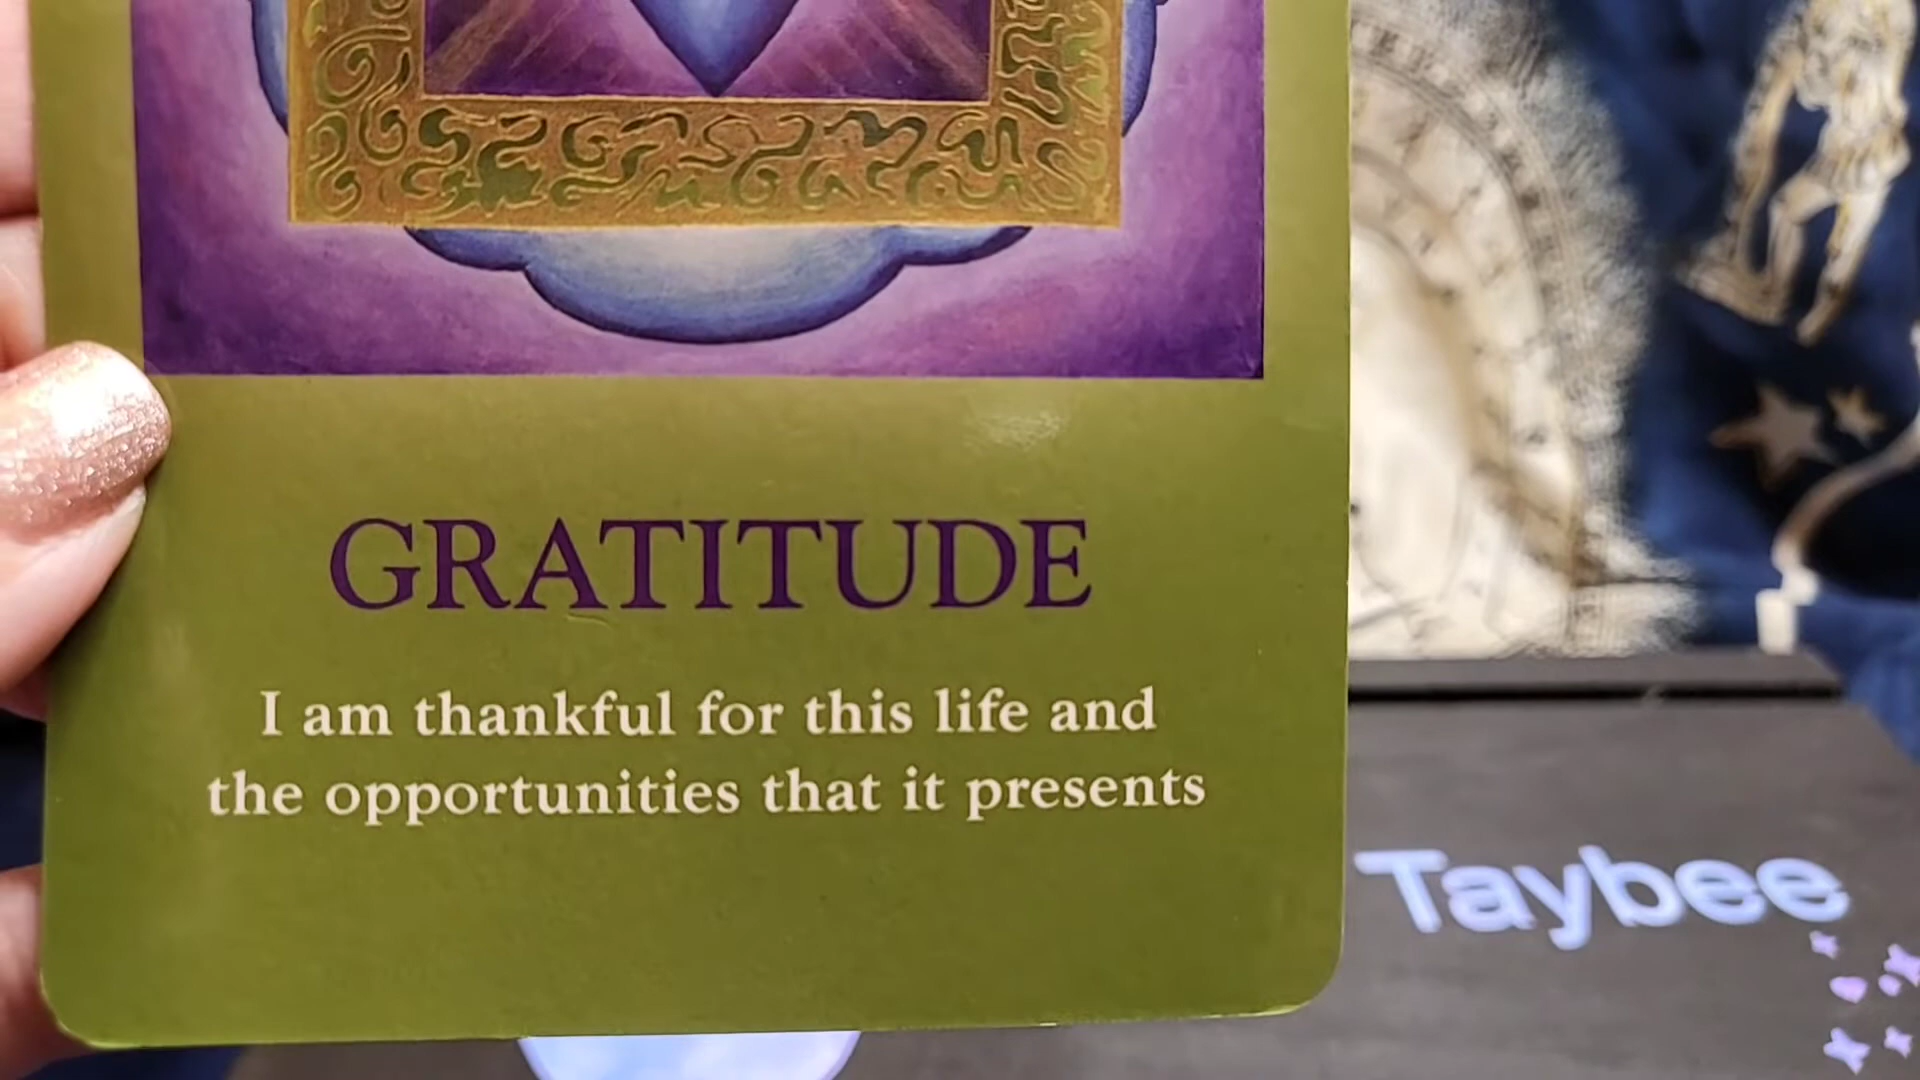 GRATITUDE
I am thankful for this life and
the opportunities that it presents
Taybee